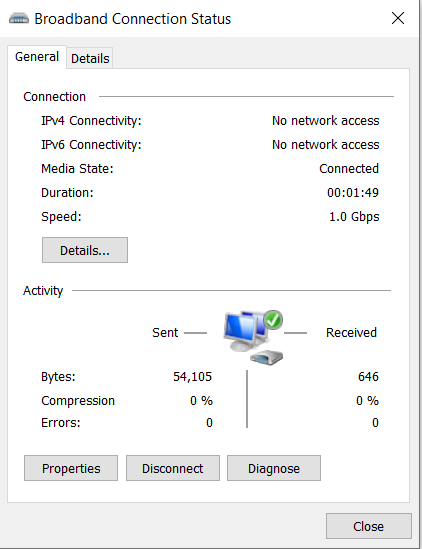 Broadband Connection Status
General Details
Connection
IPv4 Connectivity: No network access
IPv6 Connectivity: No network access
Media State: Connected
Duration: 00:01:49
Speed: 1.0 Gbps
Details...
Activity
Sent Received
Bytes: 54,105 646
Compression 0 % 0 %
Errors: 0 0
Properties Disconnect Diagnose
Close